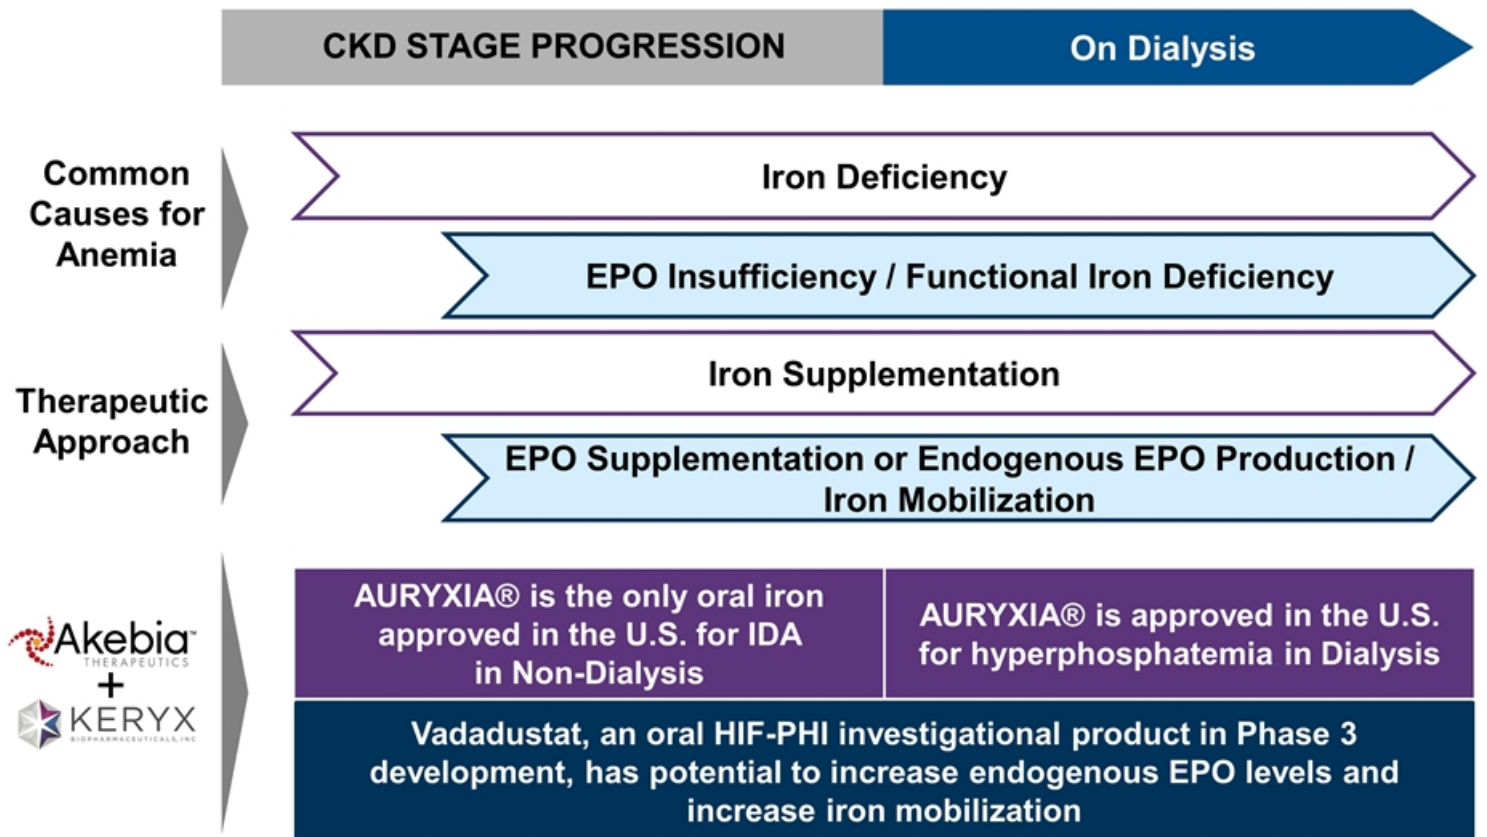 CKD STAGE PROGRESSION
On Dialysis
Common
Causes for
Anemia
Iron Deficiency
EPO Insufficiency / Functional Iron Deficiency
Therapeutic
Approach
Iron Supplementation
EPO Supplementation or Endogenous EPO Production /
Iron Mobilization
Akebia™
THERAPEUTICS
+
KERYX
BIOPHARMACEUTICALS, INC
AURYXIA® is the only oral iron
approved in the U.S. for IDA
in Non-Dialysis
AURYXIA® is approved in the U.S.
for hyperphosphatemia in Dialysis
Vadadustat, an oral HIF-PHI investigational product in Phase 3
development, has potential to increase endogenous EPO levels and
increase iron mobilization